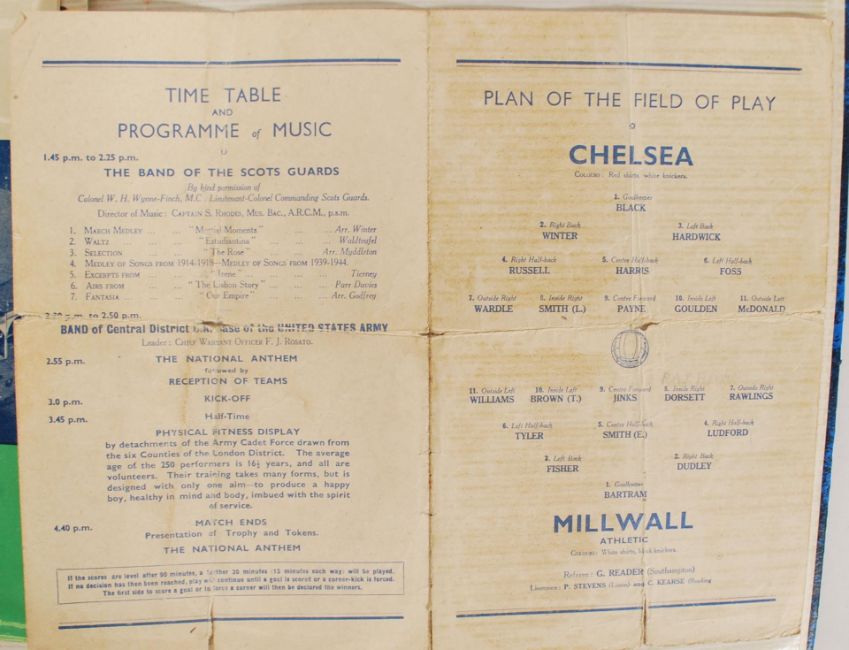 TIME TABLE
AND
PROGRAMME of MUSIC
1.45 p.m. to 2.25 p.m.
THE BAND OF THE SCOTS GUARDS
By kind permission of
Colonel W. H. Wynne-Finch, M.C. Lieutenant-Colonel Commanding Scots Guards.
Director of Music: CAPTAIN S. RHODES, MUS. BAC., A.R.C.M., p.s.m.
1. MARCH MEDLEY ... ... "Martial Moments" ... ... Arr. Winter
2. WALTZ ... ... ... "Estudiantina" ... ... ... Waldteufel
3. SELECTION ... ... ... "The Rose" ... ... Arr. Myddleton
4. MEDLEY OF SONGS FROM 1914-1918—MEDLEY OF SONGS FROM 1939-1944.
5. EXCERPTS FROM ... ... "Irene" ... ... ... Tierney
6. AIRS FROM ... ... "The Lisbon Story" ... ... Parr Davies
7. FANTASIA ... ... ... "Our Empire" ... ... Arr. Godfrey
to 2.50 p.m.
BAND of Central District Base of the UNITED STATES ARMY
Leader: CHIEF WARRANT OFFICER F. J. ROSATO.
2.55 p.m. THE NATIONAL ANTHEM
followed by
RECEPTION OF TEAMS
3.0 p.m. KICK-OFF
3.45 p.m. Half-Time
PHYSICAL FITNESS DISPLAY
by detachments of the Army Cadet Force drawn from
the six Counties of the London District. The average
age of the 250 performers is 16½ years, and all are
volunteers. Their training takes many forms, but is
designed with only one aim—to produce a happy
boy, healthy in mind and body, imbued with the spirit
of service.
4.40 p.m. MATCH ENDS
Presentation of Trophy and Tokens.
THE NATIONAL ANTHEM
If the scores are level after 90 minutes, a further 30 minutes (15 minutes each way) will be played.
If no decision has then been reached, play will continue until a goal is scored or a corner-kick is forced.
The first side to score a goal or to force a corner will then be declared the winners.
PLAN OF THE FIELD OF PLAY
CHELSEA
COLOURS: Red shirts, white knickers.
1. Goalkeeper
BLACK
2. Right Back 3. Left Back
WINTER HARDWICK
4. Right Half-back 5. Centre Half-back 6. Left Half-back
RUSSELL HARRIS FOSS
7. Outside Right 8. Inside Right 9. Centre Forward 10. Inside Left 11. Outside Left
WARDLE SMITH (L.) PAYNE GOULDEN McDONALD
11. Outside Left 10. Inside Left 9. Centre Forward 8. Inside Right 7. Outside Right
WILLIAMS BROWN (T.) JINKS DORSETT RAWLINGS
6. Left Half-back 5. Centre Half-back 4. Right Half-back
TYLER SMITH (E.) LUDFORD
3. Left Back 2. Right Back
FISHER DUDLEY
1. Goalkeeper
BARTRAM
MILLWALL
ATHLETIC
COLOURS: White shirts, black knickers.
Referee: G. READER (Southampton)
Linesmen: P. STEVENS (Luton) and C. KEARSE (Reading